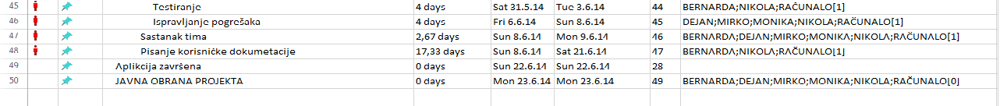 45 Testiranje 4 days Sat 31.5.14 Tue 3.6.14 44 BERNARDA;NIKOLA;RAČUNALO[1]
46 Ispravljanje pogrešaka 4 days Fri 6.6.14 Sun 8.6.14 45 DEJAN;MIRKO;MONIKA;NIKOLA;RAČUNALO[1]
47 Sastanak tima 2,67 days Sun 8.6.14 Mon 9.6.14 46 BERNARDA;DEJAN;MIRKO;MONIKA;NIKOLA;RAČUNALO[1]
48 Pisanje korisničke dokumetacije 17,33 days Sun 8.6.14 Sat 21.6.14 47 BERNARDA;NIKOLA;RAČUNALO[1]
49 Aplikcija završena 0 days Sun 22.6.14 Sun 22.6.14 28
50 JAVNA OBRANA PROJEKTA 0 days Mon 23.6.14 Mon 23.6.14 49 BERNARDA;DEJAN;MIRKO;MONIKA;NIKOLA;RAČUNALO[0]